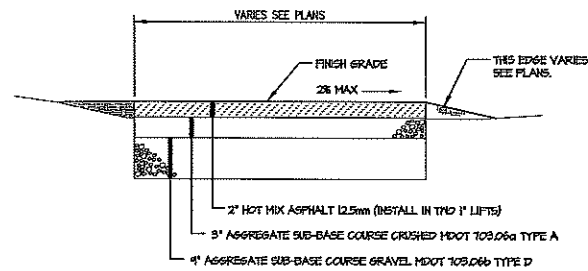 VARIES SEE PLANS
FINISH GRADE
2% MAX
THIS EDGE VARIES
SEE PLANS.
2" HOT MIX ASPHALT 12.5mm (INSTALL IN TWO 1" LIFTS)
3" AGGREGATE SUB-BASE COURSE CRUSHED MDOT 703.06a TYPE A
9" AGGREGATE SUB-BASE COURSE GRAVEL MDOT 703.06b TYPE D